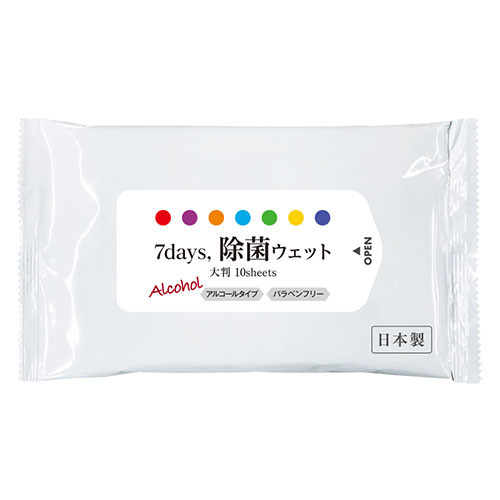 7days, 除菌ウェット
大判 10sheets
Alcohol
アルコールタイプ パラベンフリー
OPEN
日本製